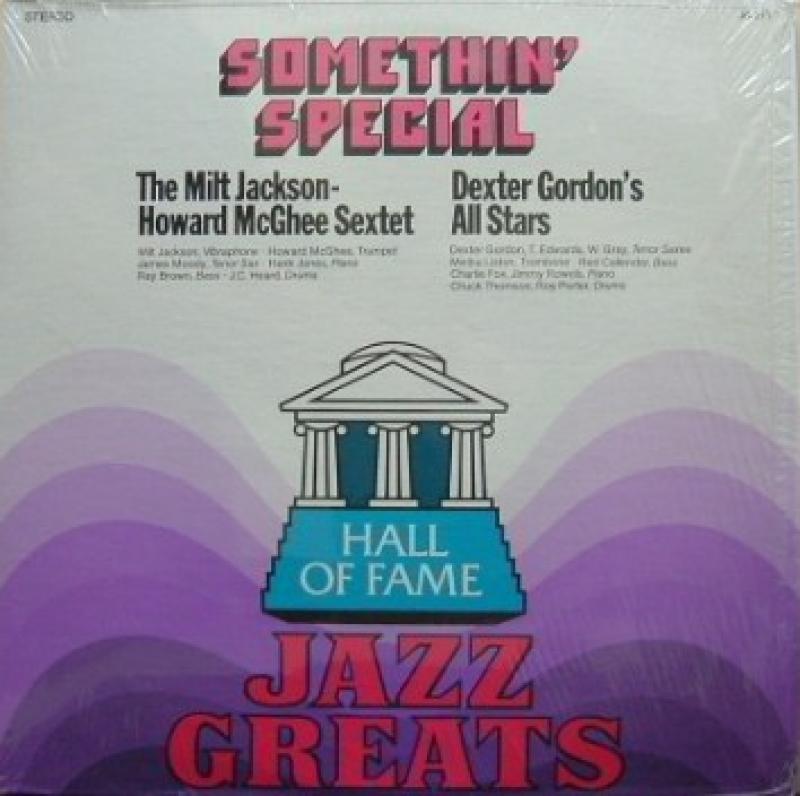 STEREO
SOMETHIN'
SPECIAL
The Milt Jackson-
Howard McGhee Sextet
Milt Jackson, Vibraphone - Howard McGhee, Trumpet
James Moody, Tenor Sax - Hank Jones, Piano
Ray Brown, Bass - J.C. Heard, Drums
Dexter Gordon's
All Stars
Dexter Gordon, T. Edwards, W. Gray, Tenor Saxes
Melba Liston, Trombone - Red Callender, Bass
Charlie Fox, Jimmy Rowels, Piano
Chuck Thomson, Roy Porter, Drums
HALL
OF FAME
JAZZ
GREATS